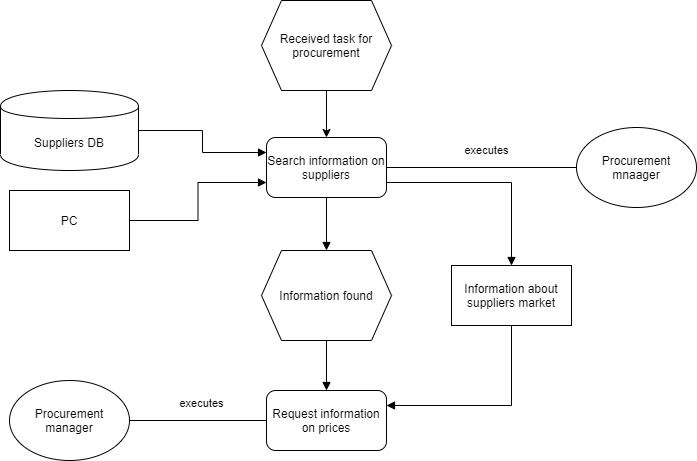 Received task for
procurement
Suppliers DB
Search information on
suppliers
executes
Procurement
mnaager
PC
Information found
Information about
suppliers market
Procurement
manager
executes
Request information
on prices